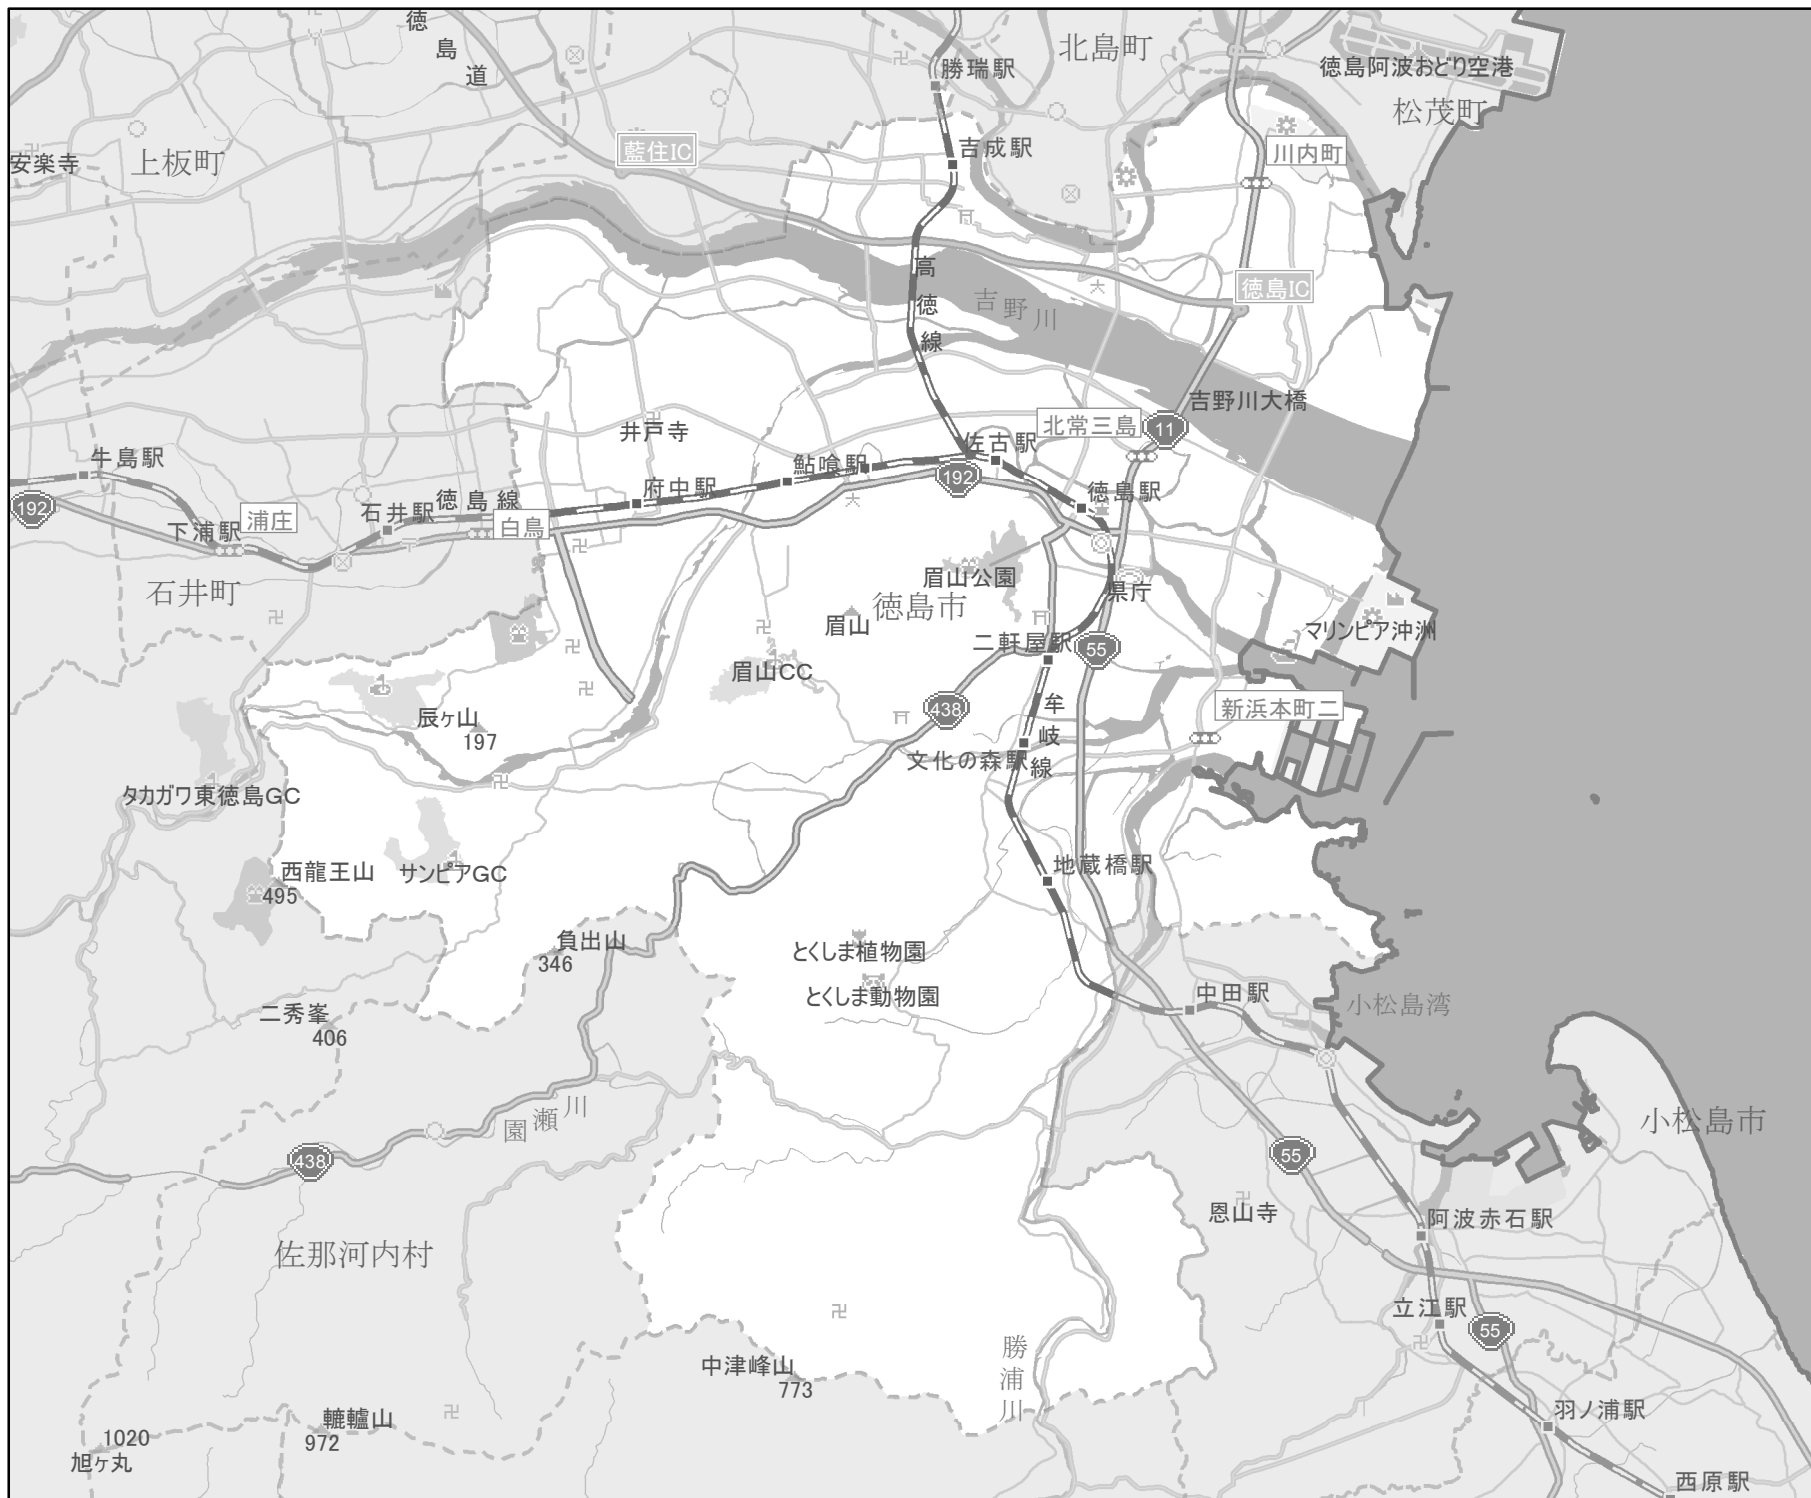 徳島道
北島町
勝瑞駅
徳島阿波おどり空港
松茂町
安楽寺
上板町
藍住IC
吉成駅
川内町
高徳線
吉野川
徳島IC
吉野川大橋
井戸寺
北常三島
11
牛島駅
鮎喰駅
佐古駅
192
府中駅
徳島駅
192
下浦駅
浦庄
石井駅
徳島線
白鳥
石井町
眉山公園
県庁
眉山
徳島市
マリンピア沖洲
二軒屋駅
55
眉山CC
辰ヶ山
197
438
牟岐線
新浜本町二
文化の森駅
タカガワ東徳島GC
西龍王山
495
サンピアGC
地蔵橋駅
負出山
346
とくしま植物園
とくしま動物園
中田駅
小松島湾
二秀峯
406
園瀬川
小松島市
438
55
恩山寺
阿波赤石駅
佐那河内村
立江駅
55
勝浦川
中津峰山
773
轆轤山
972
羽ノ浦駅
1020
旭ヶ丸
西原駅